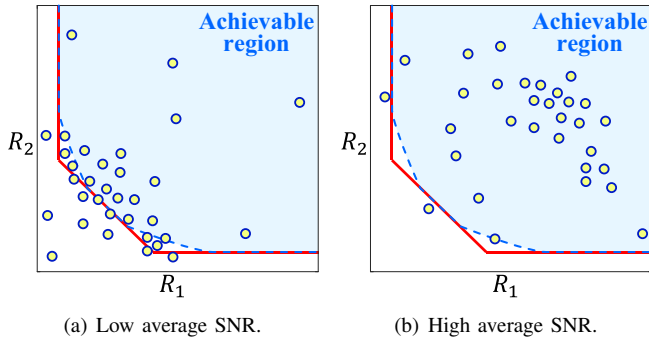 Achievable
region
R2
R1
(a) Low average SNR.
Achievable
region
R2
R1
(b) High average SNR.